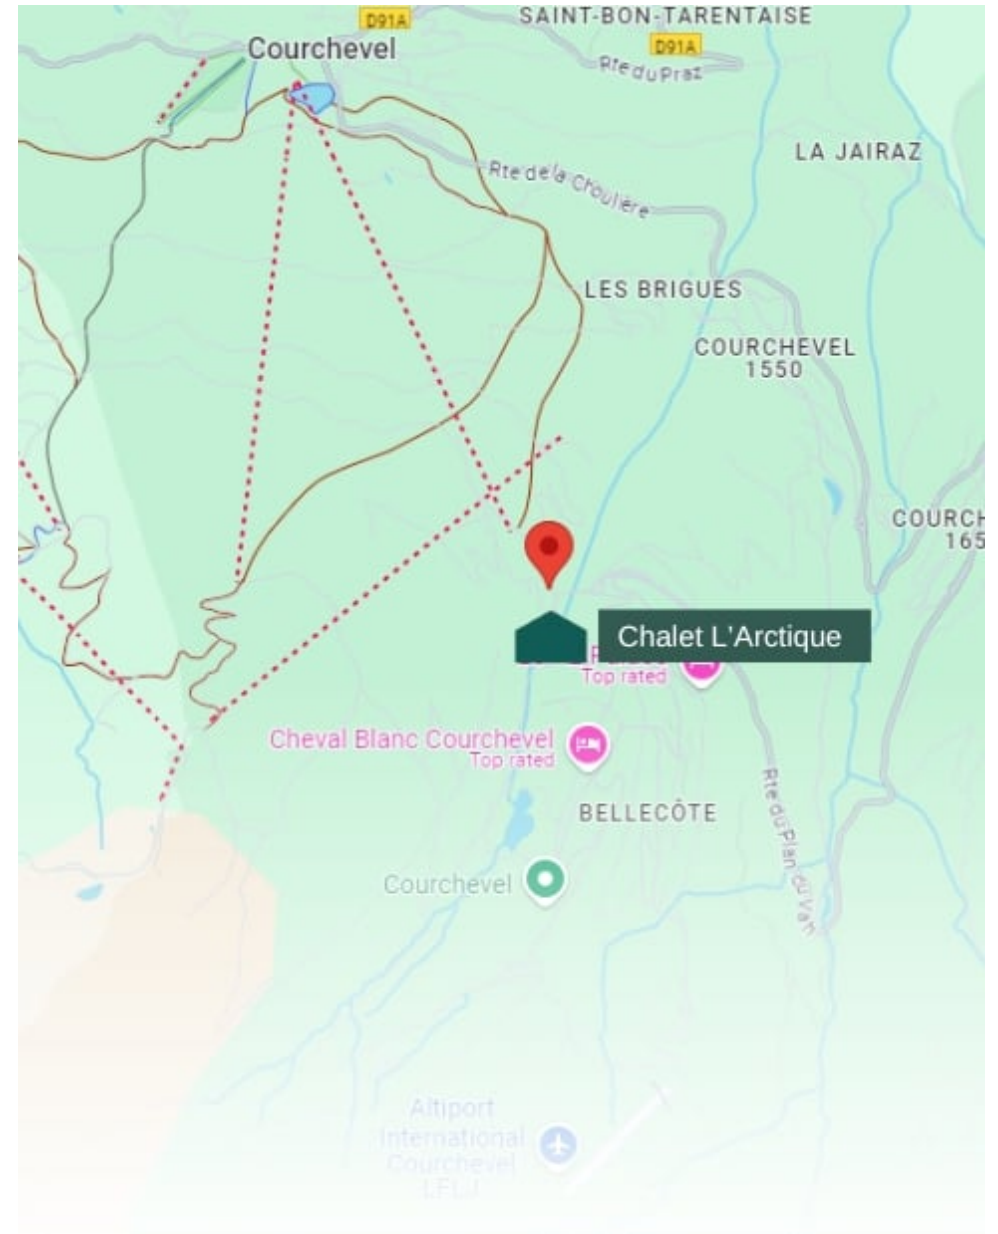 D91A
SAINT-BON-TARENTAISE
Courchevel
D91A
Rte du Praz
LA JAIRAZ
Rte de la Choulière
LES BRIGUES
COURCHEVEL
1550
COURCH
165
Chalet L'Arctique
Top rated
Cheval Blanc Courchevel
Top rated
Rte du Plan du Vah
BELLECÔTE
Courchevel
Altiport
International
Courchevel
LFLJ